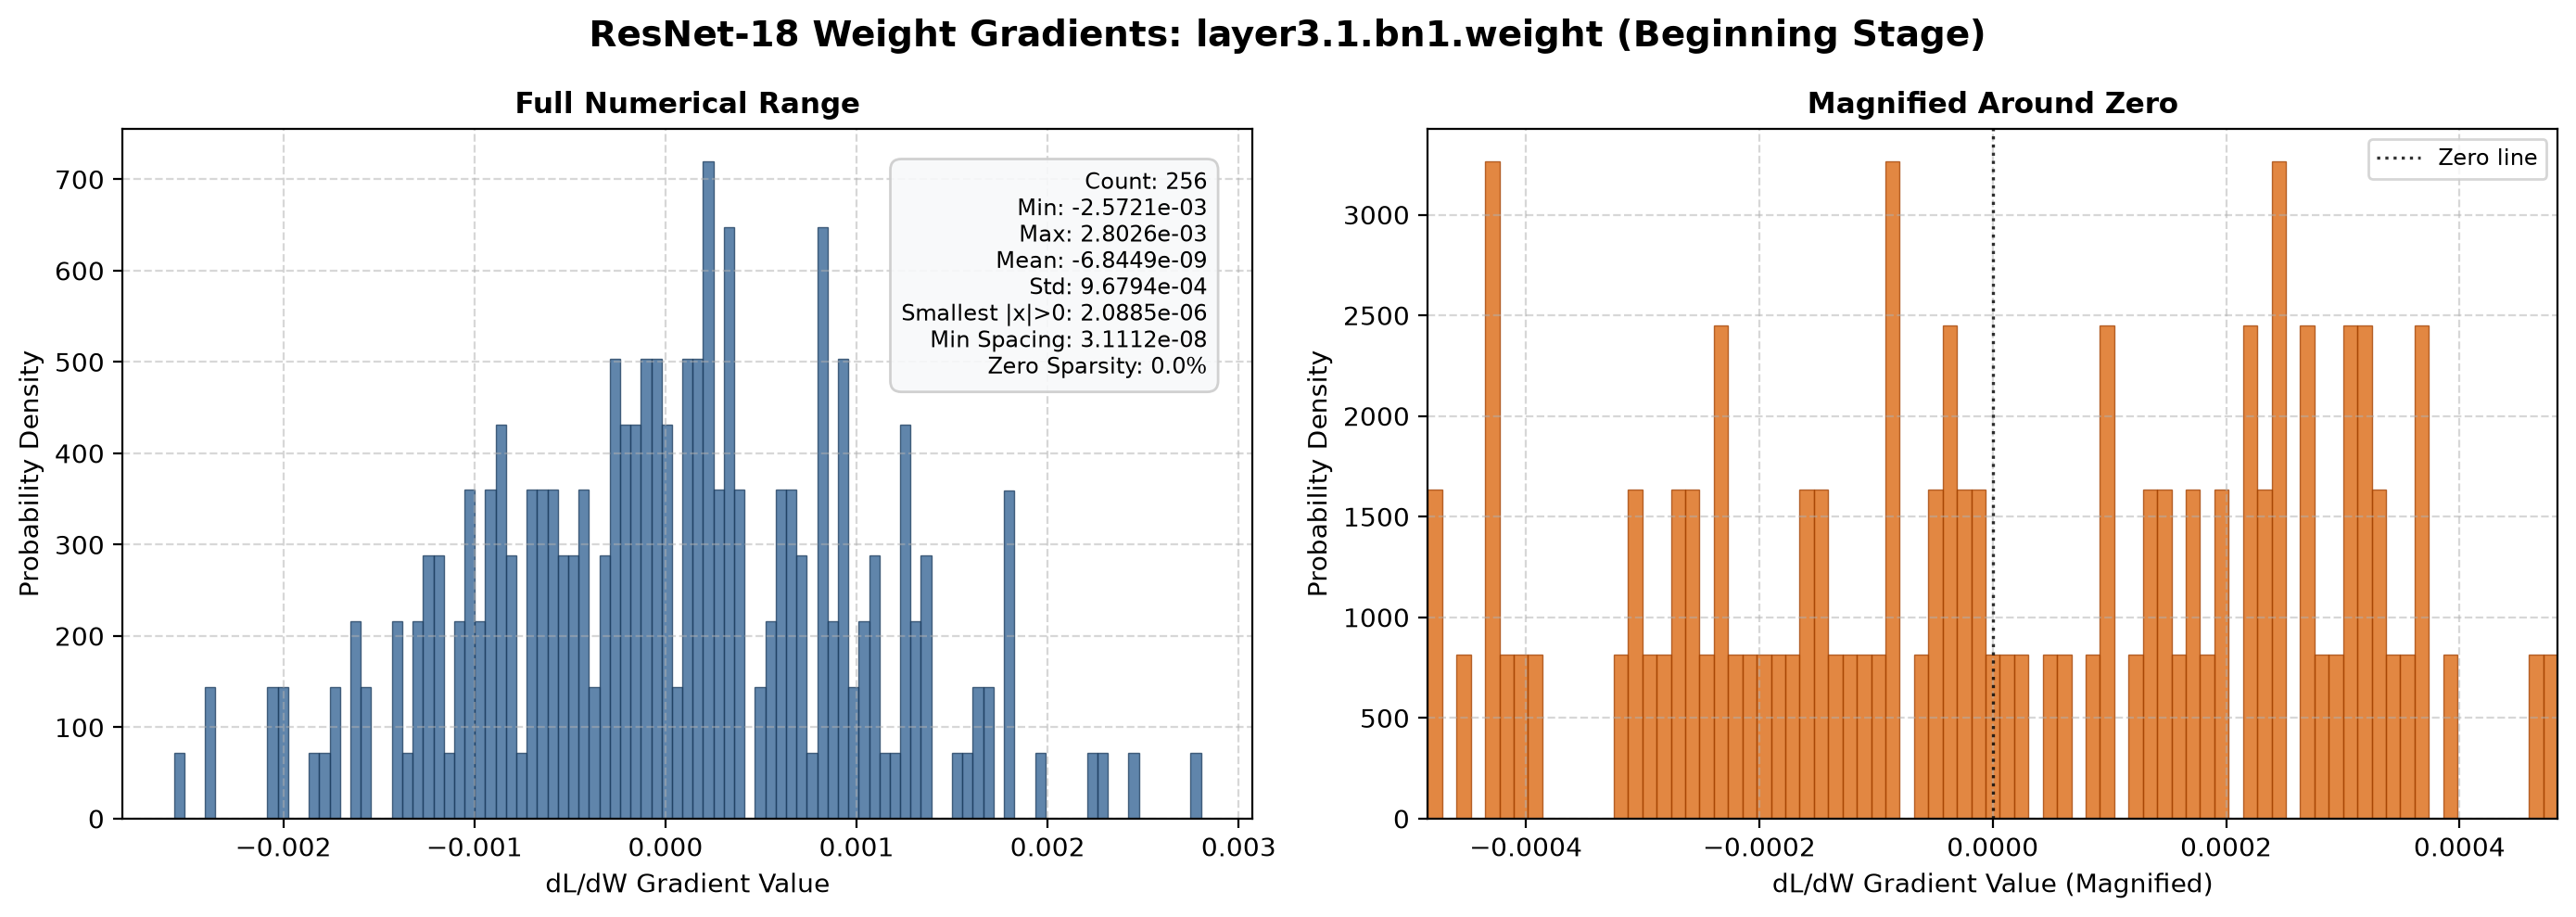 ResNet-18 Weight Gradients: layer3.1.bn1.weight (Beginning Stage)
Full Numerical Range
Probability Density
700
600
500
400
300
200
100
0
Count: 256
Min: -2.5721e-03
Max: 2.8026e-03
Mean: -6.8449e-09
Std: 9.6794e-04
Smallest |x|>0: 2.0885e-06
Min Spacing: 3.1112e-08
Zero Sparsity: 0.0%
−0.002 −0.001 0.000 0.001 0.002 0.003
dL/dW Gradient Value
Magnified Around Zero
Probability Density
3000
2500
2000
1500
1000
500
0
Zero line
−0.0004 −0.0002 0.0000 0.0002 0.0004
dL/dW Gradient Value (Magnified)